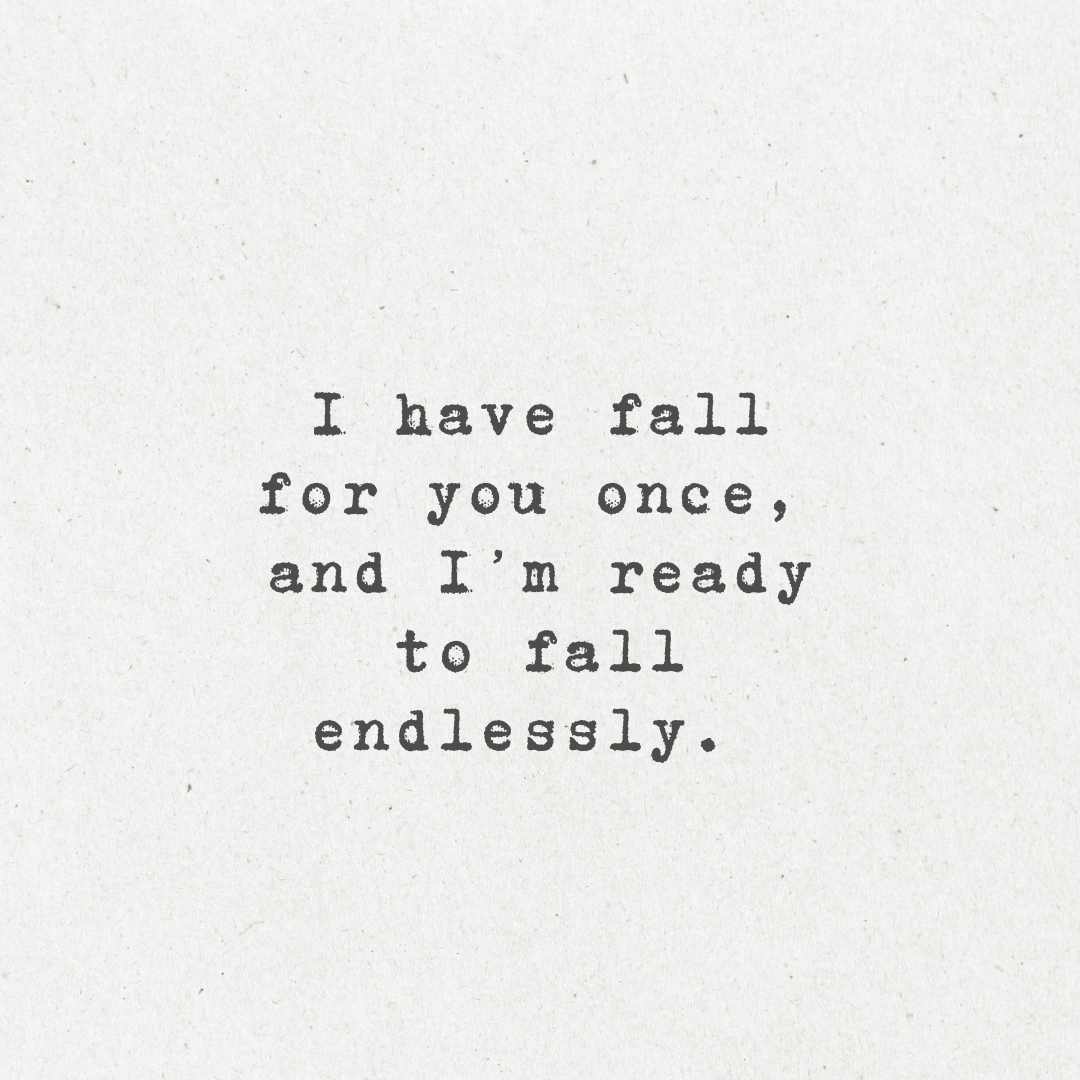 I have fall
for you once,
and I'm ready
to fall
endlessly.